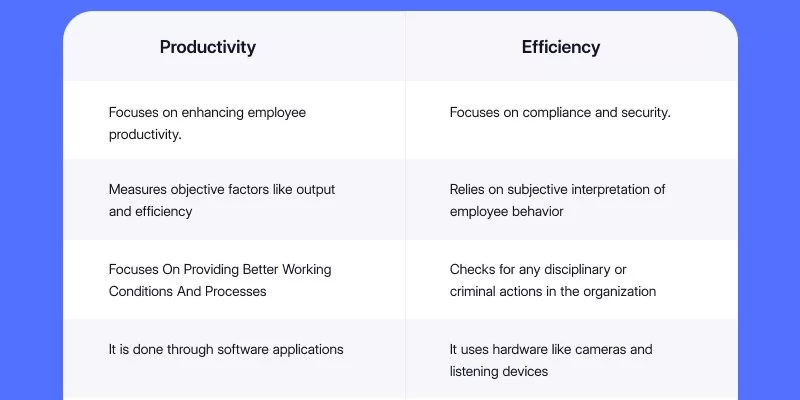 Productivity
Efficiency
Focuses on enhancing employee
productivity.
Focuses on compliance and security.
Measures objective factors like output
and efficiency
Relies on subjective interpretation of
employee behavior
Focuses On Providing Better Working
Conditions And Processes
Checks for any disciplinary or
criminal actions in the organization
It is done through software applications
It uses hardware like cameras and
listening devices